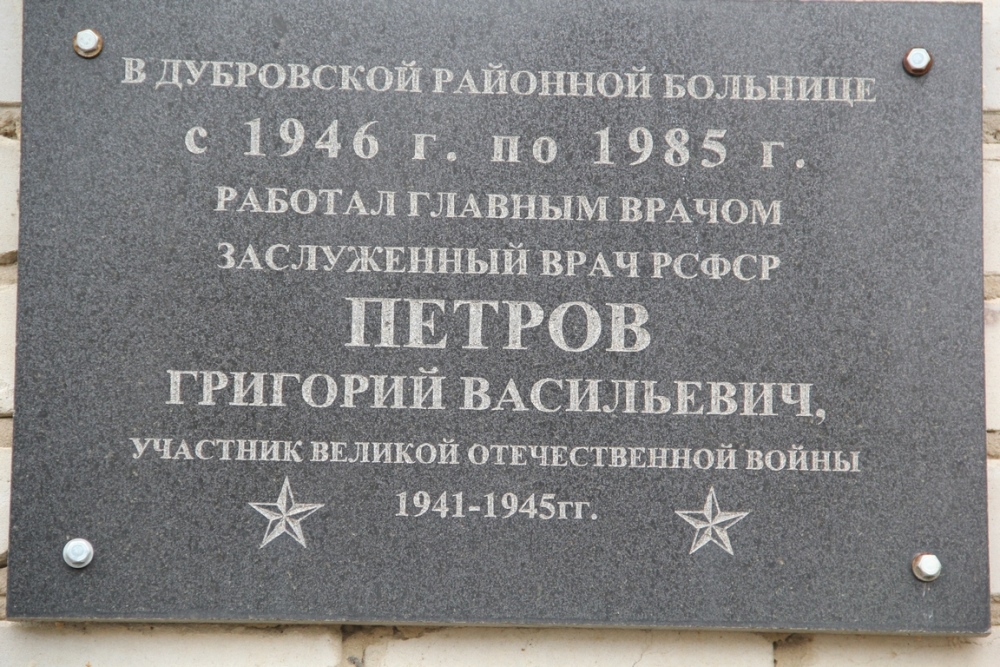 В ДУБРОВСКОЙ РАЙОННОЙ БОЛЬНИЦЕ
с 1946 г. по 1985 г.
РАБОТАЛ ГЛАВНЫМ ВРАЧОМ
ЗАСЛУЖЕННЫЙ ВРАЧ РСФСР
ПЕТРОВ
ГРИГОРИЙ ВАСИЛЬЕВИЧ,
УЧАСТНИК ВЕЛИКОЙ ОТЕЧЕСТВЕННОЙ ВОЙНЫ
1941-1945гг.